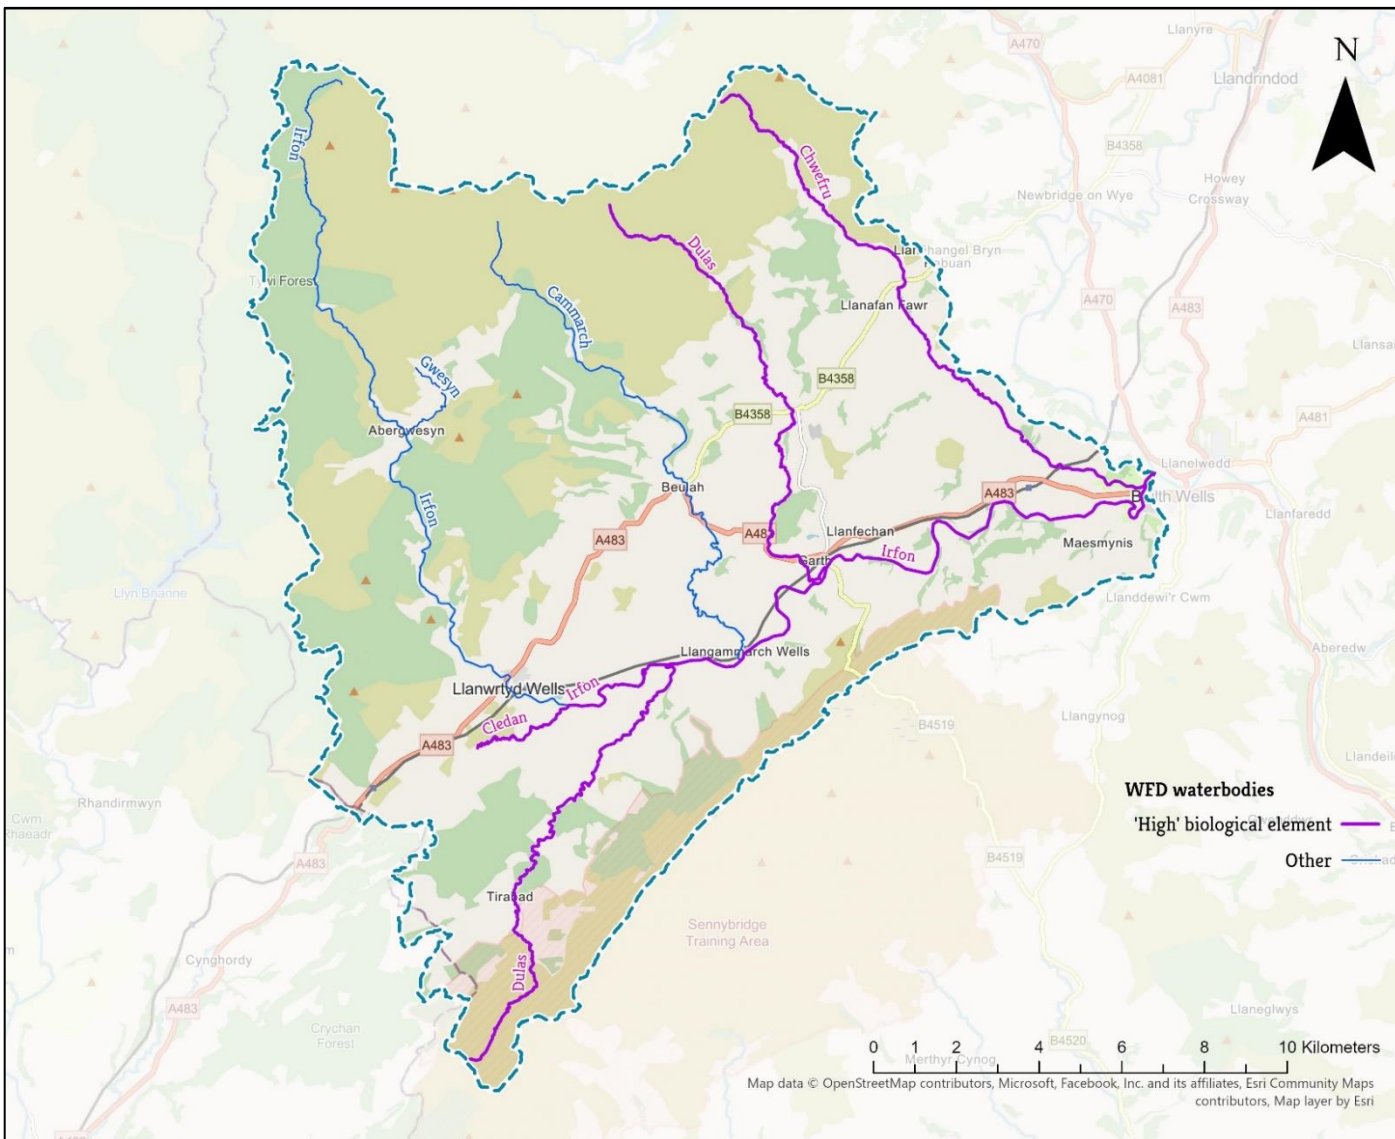 Llanyre
A470
N
A4081
Llandrindod
Irfon
B4358
Chwefru
Howey
Crossway
Newbridge on Wye
Dulas
A470
A483
Llanafan Fawr
Cammarch
Llansa
Gwesyn
B4358
A481
B4358
Abergwesyn
Llanelwedd
Beulah
A483
Irfon
Llanfaredd
A483
Llanfechan
Maesmynis
Garth
Irfon
Llyn Brianne
Llanddewi'r Cwm
Aberedw
Llangammarch Wells
Llanwrtyd Wells
Irfon
Cledan
Llangynog
B4519
A483
Llandeil
WFD waterbodies
Rhandirmwyn
'High' biological element
Cwm
Rhaeadr
Other
A483
B4519
Tirabad
Sennybridge
Training Area
Cynghordy
Dulas
A483
Llaneglwys
Crychan
Forest
B4520
0 1 2 4 6 8 10 Kilometers
Merthyr Cynog
Map data © OpenStreetMap contributors, Microsoft, Facebook, Inc. and its affiliates, Esri Community Maps
contributors, Map layer by Esri